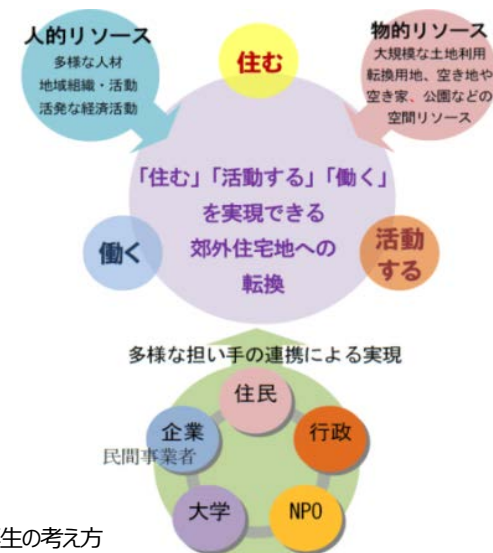 人的リソース
多様な人材
地域組織・活動
活発な経済活動
住む
物的リソース
大規模な土地利用
転換用地、空き地や
空き家、公園などの
空間リソース
「住む」「活動する」「働く」
を実現できる
郊外住宅地への
転換
働く
活動
する
多様な担い手の連携による実現
住民
企業
民間事業者
行政
大学
NPO
生の考え方